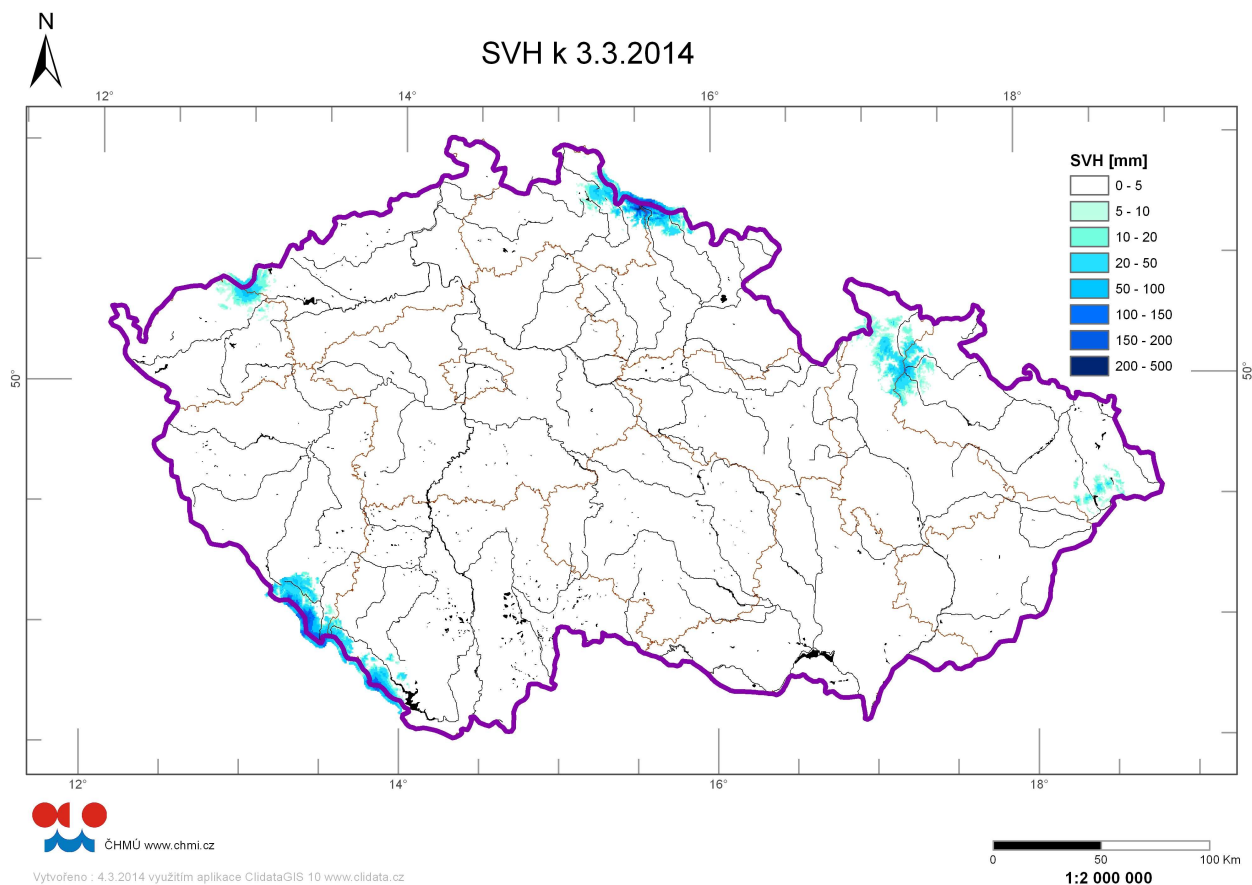 N
SVH k 3.3.2014
12° 14° 16° 18°
SVH [mm]
0 - 5
5 - 10
10 - 20
20 - 50
50 - 100
100 - 150
150 - 200
200 - 500
50° 50°
12° 14° 16° 18°
ČHMÚ www.chmi.cz
0 50 100 Km
1:2 000 000
Vytvořeno : 4.3.2014 využitím aplikace ClidataGIS 10 www.clidata.cz